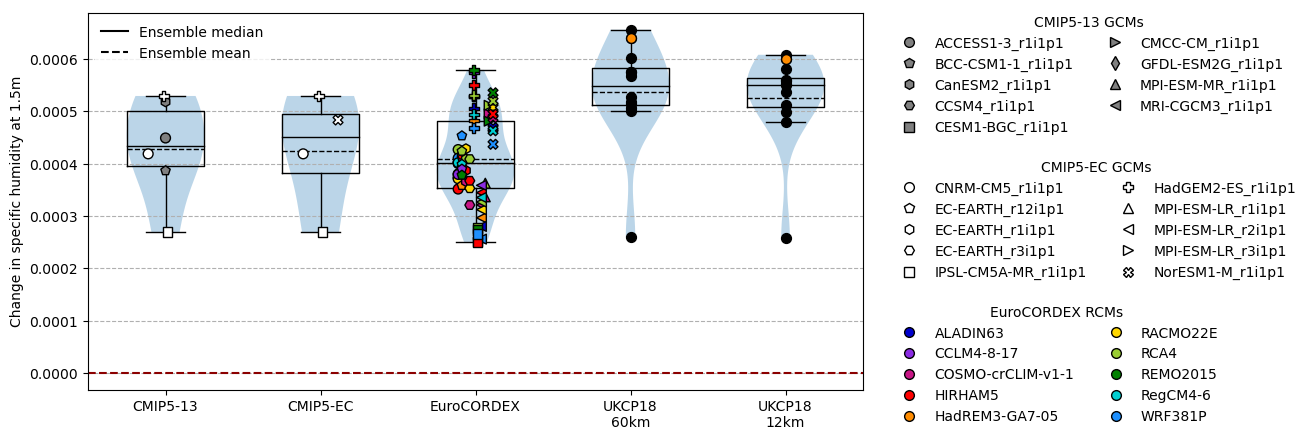 Ensemble median
Ensemble mean
Change in specific humidity at 1.5m
0.0006
0.0005
0.0004
0.0003
0.0002
0.0001
0.0000
CMIP5-13
CMIP5-EC
EuroCORDEX
UKCP18
60km
UKCP18
12km
CMIP5-13 GCMs
ACCESS1-3_r1i1p1
BCC-CSM1-1_r1i1p1
CanESM2_r1i1p1
CCSM4_r1i1p1
CESM1-BGC_r1i1p1
CMCC-CM_r1i1p1
GFDL-ESM2G_r1i1p1
MPI-ESM-MR_r1i1p1
MRI-CGCM3_r1i1p1
CMIP5-EC GCMs
CNRM-CM5_r1i1p1
EC-EARTH_r12i1p1
EC-EARTH_r1i1p1
EC-EARTH_r3i1p1
IPSL-CM5A-MR_r1i1p1
HadGEM2-ES_r1i1p1
MPI-ESM-LR_r1i1p1
MPI-ESM-LR_r2i1p1
MPI-ESM-LR_r3i1p1
NorESM1-M_r1i1p1
EuroCORDEX RCMs
ALADIN63
CCLM4-8-17
COSMO-crCLIM-v1-1
HIRHAM5
HadREM3-GA7-05
RACMO22E
RCA4
REMO2015
RegCM4-6
WRF381P